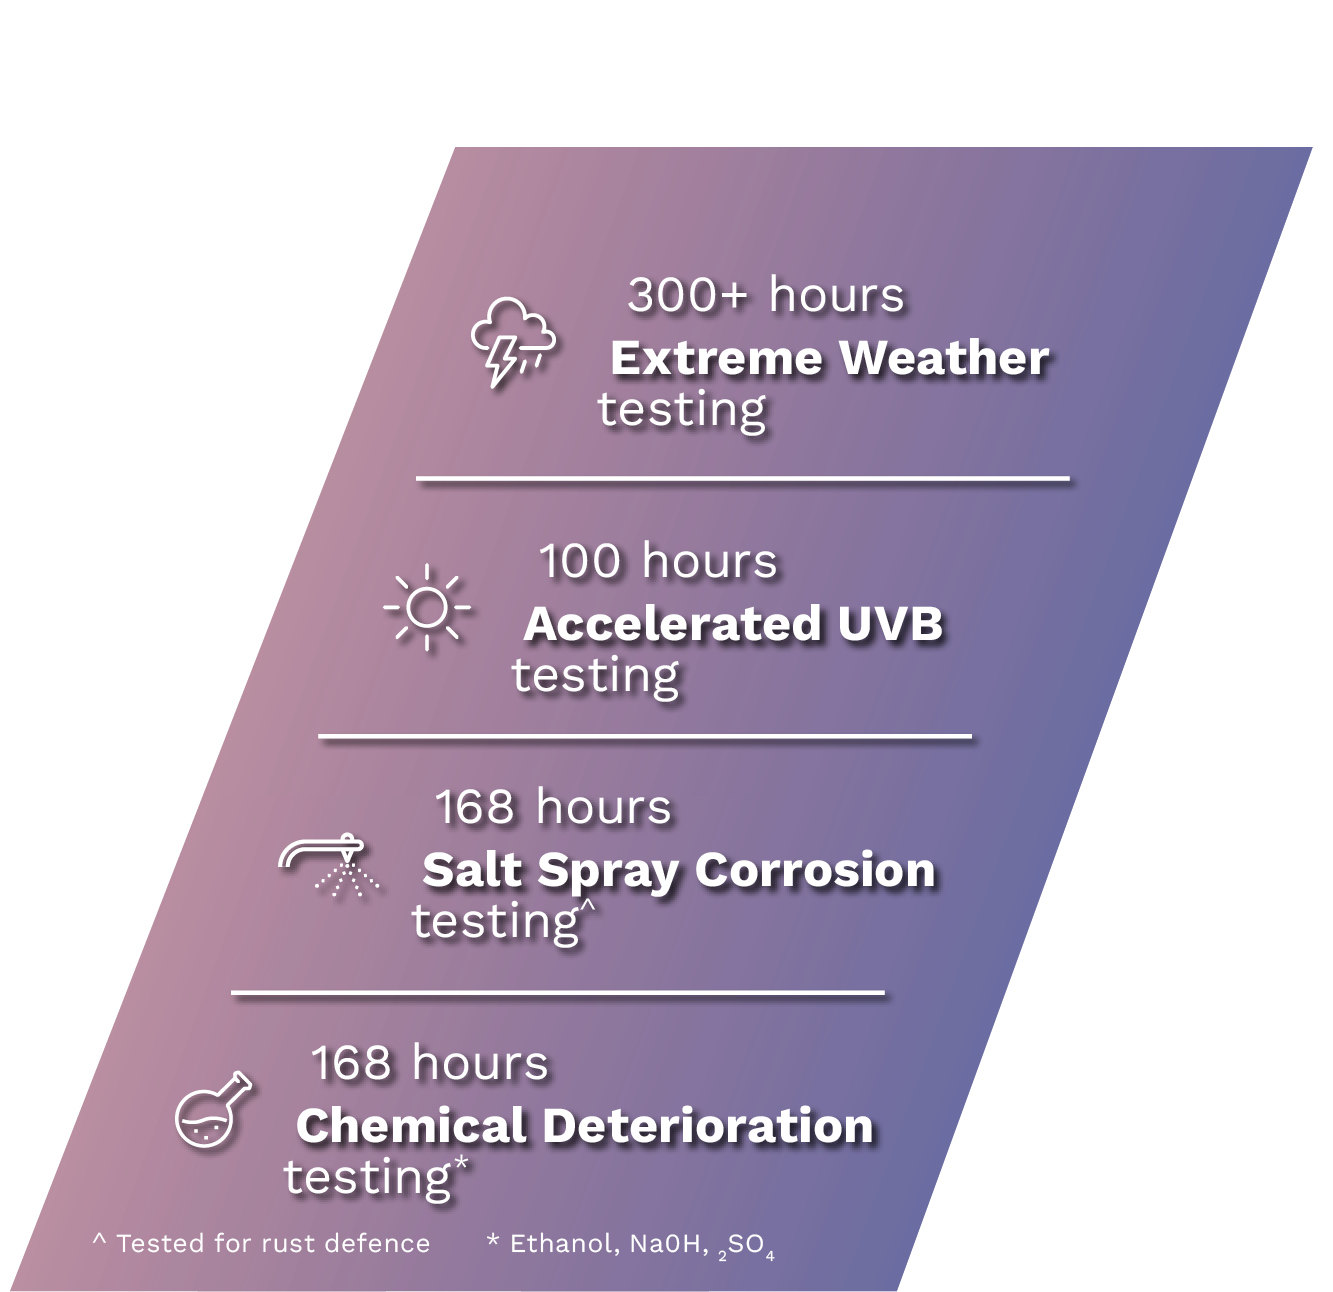 300+ hours
Extreme Weather
testing
100 hours
Accelerated UVB
testing
168 hours
Salt Spray Corrosion
testing^
168 hours
Chemical Deterioration
testing*
^ Tested for rust defence * Ethanol, Na0H, ₂SO₄